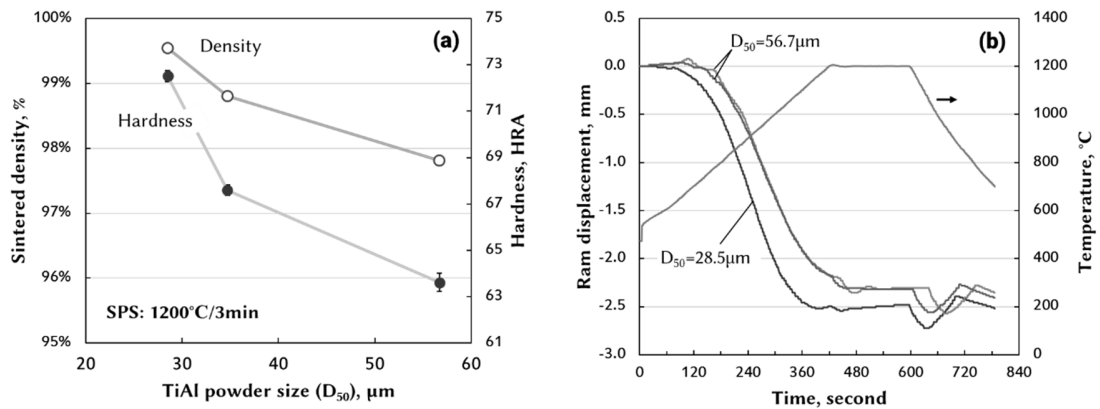 100%
99%
98%
97%
96%
95%
Sintered density, %
75
73
71
69
67
65
63
61
Hardness, HRA
(a)
Density
Hardness
SPS: 1200°C/3min
20 30 40 50 60
TiAl powder size (D50), μm
0.5
0.0
-0.5
-1.0
-1.5
-2.0
-2.5
-3.0
Ram displacement, mm
1400
1200
1000
800
600
400
200
0
Temperature, °C
(b)
D50=56.7μm
D50=28.5μm
0 120 240 360 480 600 720 840
Time, second